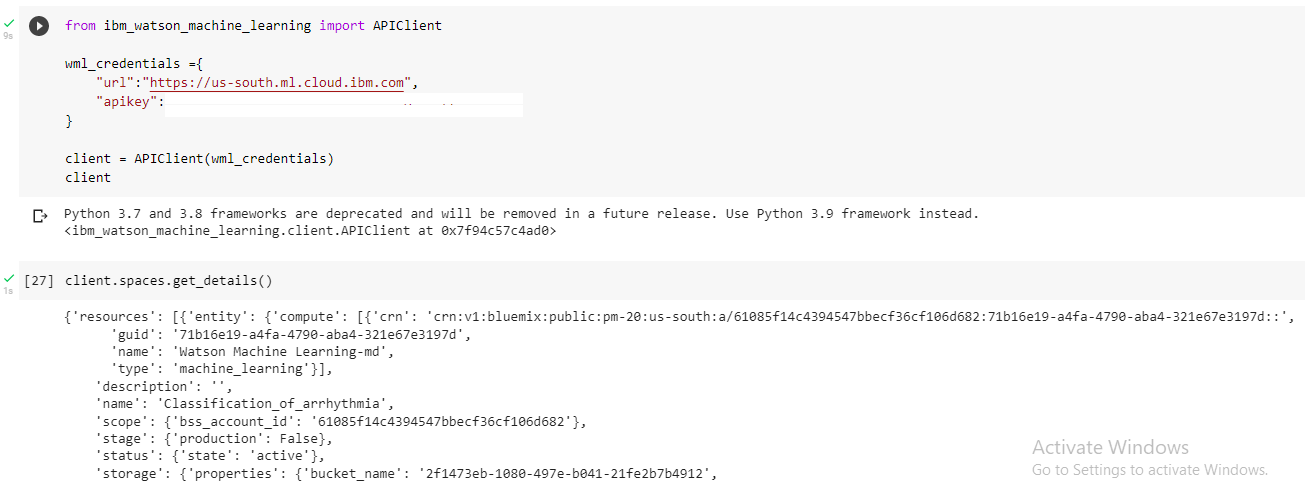 from ibm_watson_machine_learning import APIClient
9s
wml_credentials ={
"url":"https://us-south.ml.cloud.ibm.com",
"apikey":
}
client = APIClient(wml_credentials)
client
Python 3.7 and 3.8 frameworks are deprecated and will be removed in a future release. Use Python 3.9 framework instead.
<ibm_watson_machine_learning.client.APIClient at 0x7f94c57c4ad0>
[27] client.spaces.get_details()
1s
{'resources': [{'entity': {'compute': [{'crn': 'crn:v1:bluemix:public:pm-20:us-south:a/61085f14c4394547bbecf36cf106d682:71b16e19-a4fa-4790-aba4-321e67e3197d::',
'guid': '71b16e19-a4fa-4790-aba4-321e67e3197d',
'name': 'Watson Machine Learning-md',
'type': 'machine_learning'}],
'description': '',
'name': 'Classification_of_arrhythmia',
'scope': {'bss_account_id': '61085f14c4394547bbecf36cf106d682'},
'stage': {'production': False},
'status': {'state': 'active'},
'storage': {'properties': {'bucket_name': '2f1473eb-1080-497e-b041-21fe2b7b4912',
Activate Windows
Go to Settings to activate Windows.